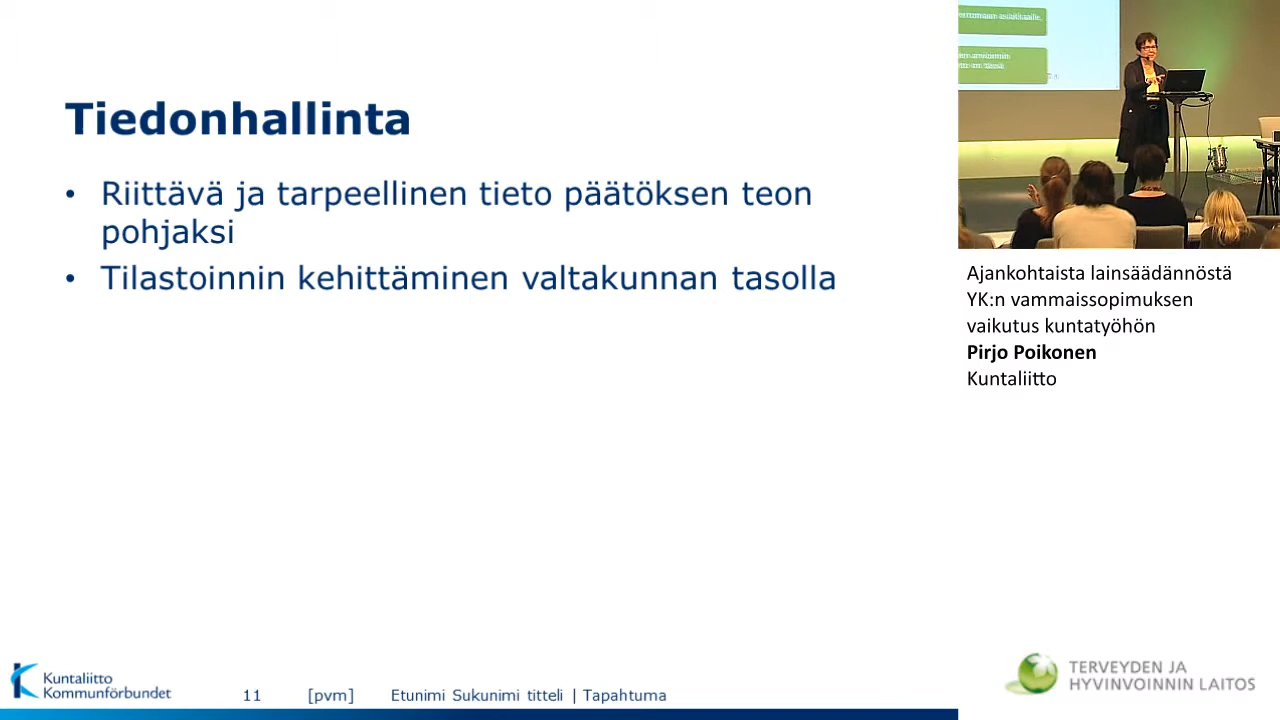 Tiedonhallinta
• Riittävä ja tarpeellinen tieto päätöksen teon
pohjaksi
• Tilastoinnin kehittäminen valtakunnan tasolla
Ajankohtaista lainsäädännöstä
YK:n vammaissopimuksen
vaikutus kuntatyöhön
Pirjo Poikonen
Kuntaliitto
Kuntaliitto
Kommunförbundet
11 [pvm] Etunimi Sukunimi titteli | Tapahtuma
TERVEYDEN JA
HYVINVOINNIN LAITOS